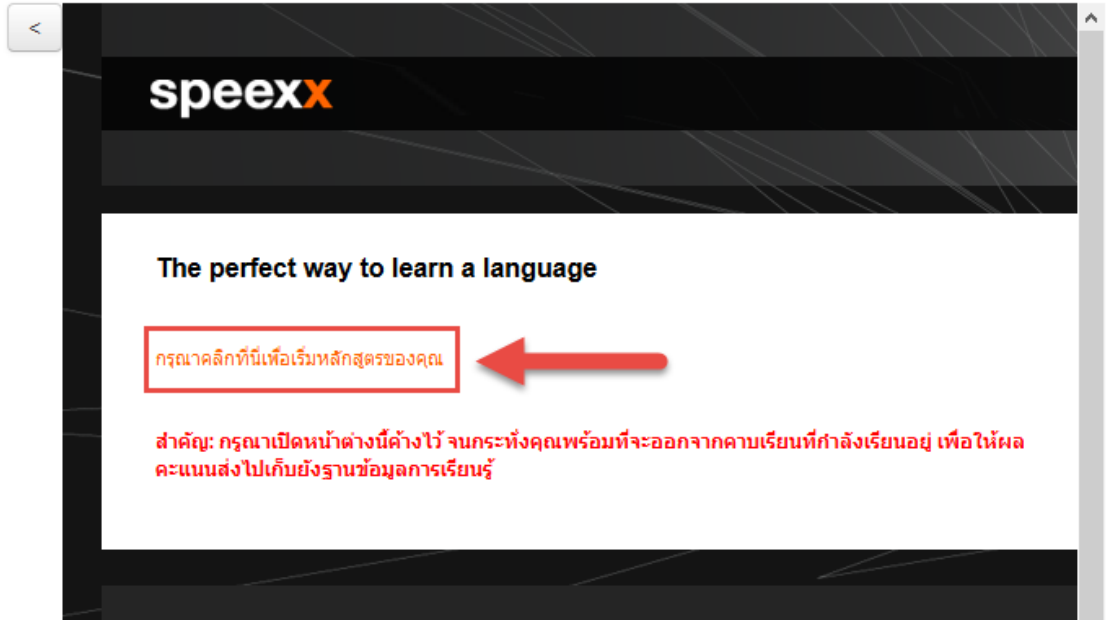 <
speexx
The perfect way to learn a language
กรุณาคลิกที่นี่เพื่อเริ่มหลักสูตรของคุณ
สำคัญ: กรุณาเปิดหน้าต่างนี้ค้างไว้ จนกระทั่งคุณพร้อมที่จะออกจากคาบเรียนที่กำลังเรียนอยู่ เพื่อให้ผล
คะแนนส่งไปเก็บยังฐานข้อมูลการเรียนรู้